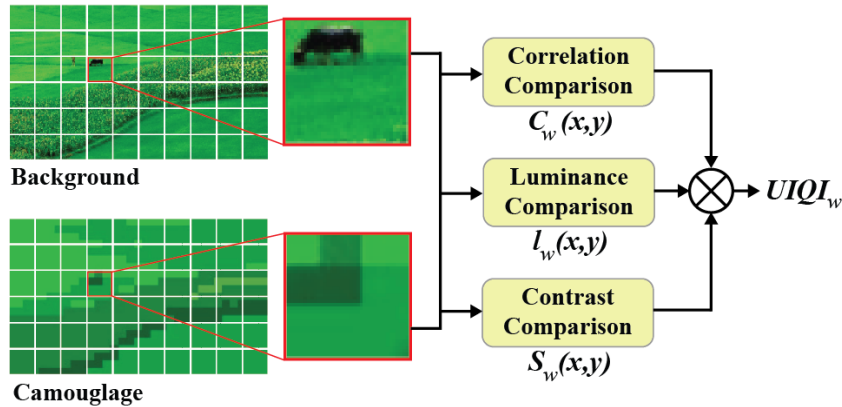 Background
Camouglage
Correlation
Comparison
C_w(x,y)
Luminance
Comparison
l_w(x,y)
Contrast
Comparison
S_w(x,y)
UIQI_w